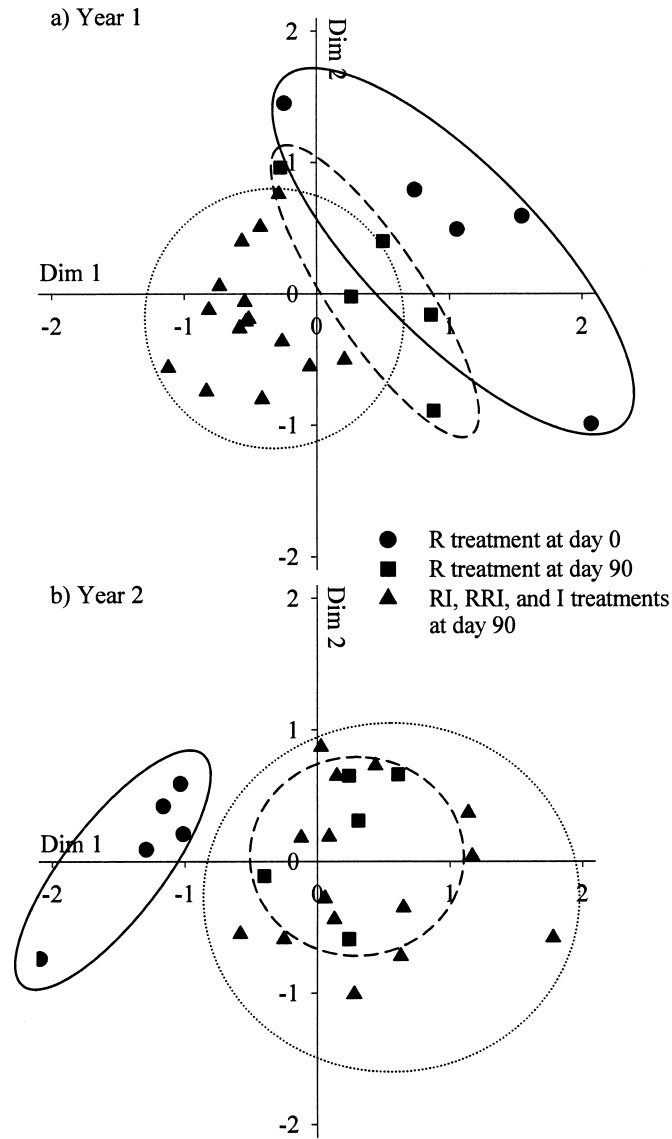 a) Year 1
2
Dim 2
1
Dim 1
0
-2
-1
0
1
2
-1
-2
R treatment at day 0
R treatment at day 90
RI, RRI, and I treatments
at day 90
b) Year 2
2
Dim 2
1
Dim 1
0
-2
-1
0
1
2
-1
-2